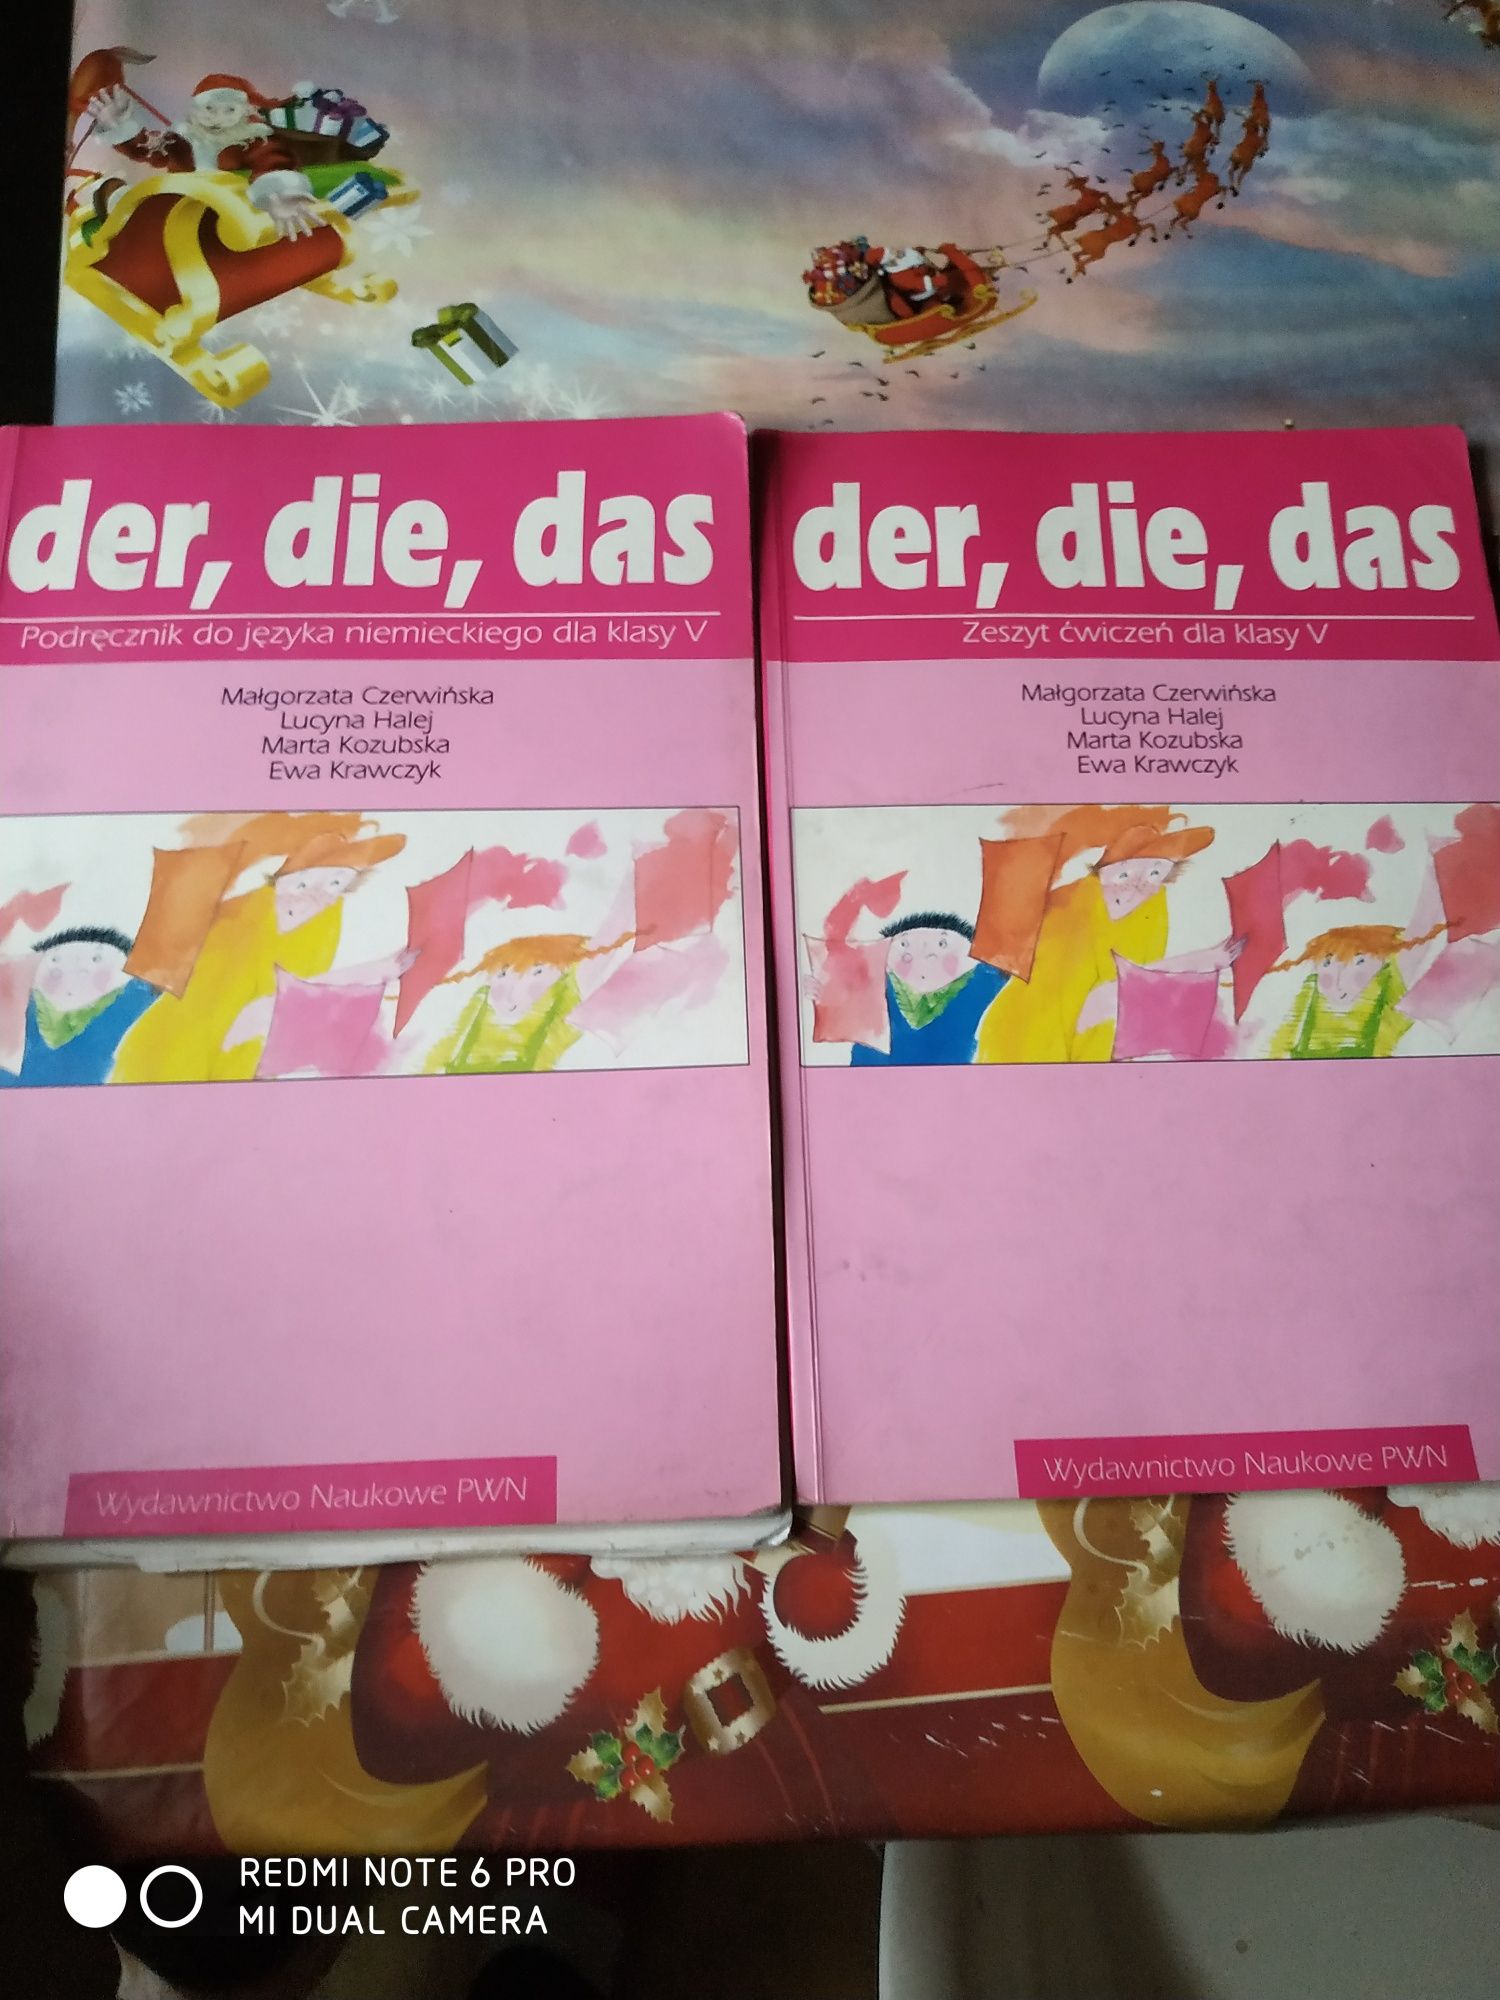 der, die, das
Podręcznik do języka niemieckiego dla klasy V
Małgorzata Czerwińska
Lucyna Halej
Marta Kozubska
Ewa Krawczyk
Wydawnictwo Naukowe PWN
der, die, das
Zeszyt ćwiczeń dla klasy V
Małgorzata Czerwińska
Lucyna Halej
Marta Kozubska
Ewa Krawczyk
Wydawnictwo Naukowe PWN
REDMI NOTE 6 PRO
MI DUAL CAMERA